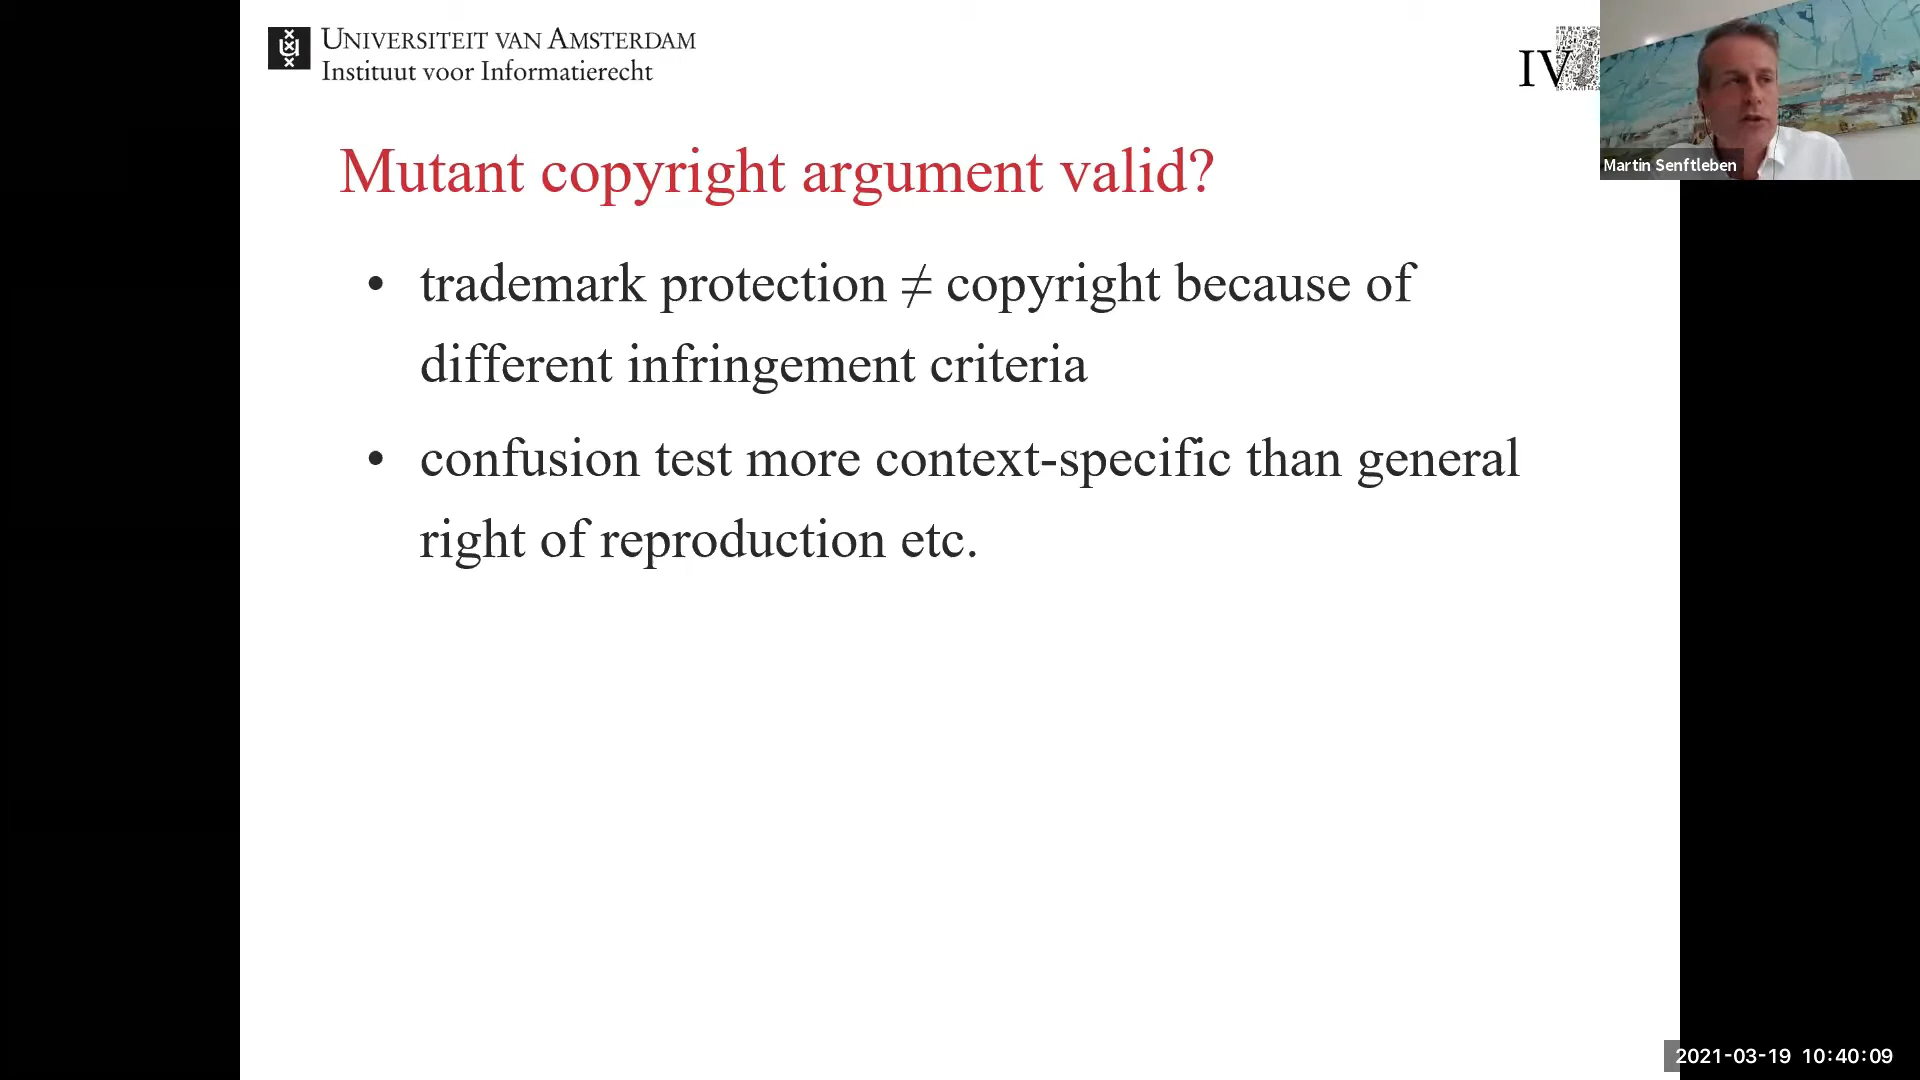 UNIVERSITEIT VAN AMSTERDAM
Instituut voor Informatierecht
IV
Martin Senftleben
Mutant copyright argument valid?
• trademark protection ≠ copyright because of
different infringement criteria
• confusion test more context-specific than general
right of reproduction etc.
2021-03-19 10:40:09